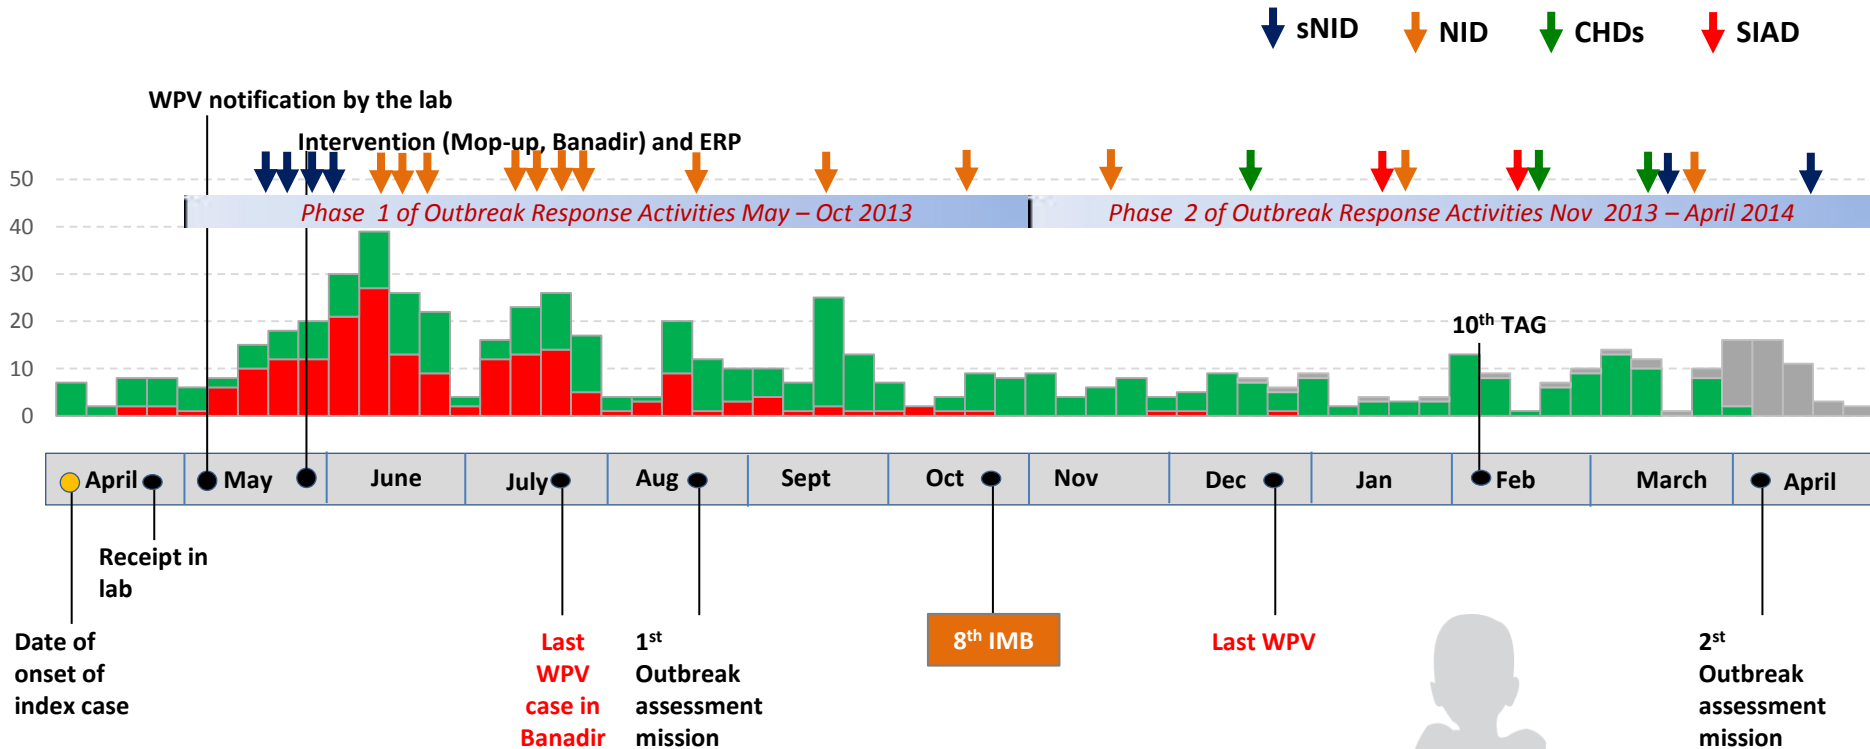 sNID NID CHDs SIAD
WPV notification by the lab
Intervention (Mop-up, Banadir) and ERP
50
Phase 1 of Outbreak Response Activities May – Oct 2013
Phase 2 of Outbreak Response Activities Nov 2013 – April 2014
40
30
20
10th TAG
10
0
April May June July Aug Sept Oct Nov Dec Jan Feb March April
Receipt in
lab
Date of
onset of
index case
Last
WPV
case in
Banadir
1st
Outbreak
assessment
mission
8th IMB
Last WPV
2st
Outbreak
assessment
mission